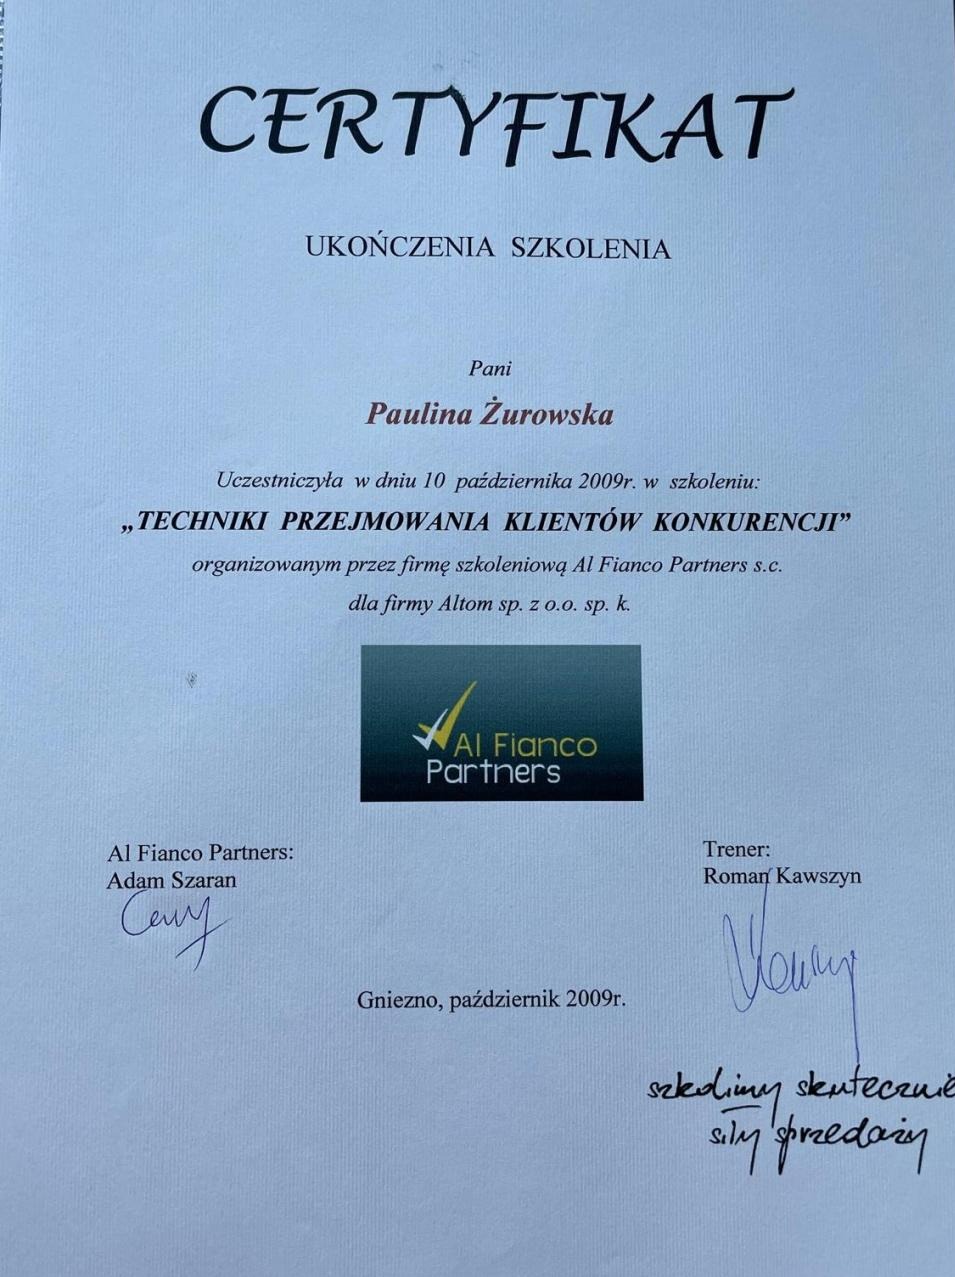 CERTYFIKAT
UKOŃCZENIA SZKOLENIA
Pani
Paulina Żurowska
Uczestniczyła w dniu 10 października 2009r. w szkoleniu:
„TECHNIKI PRZEJMOWANIA KLIENTÓW KONKURENCJI”
organizowanym przez firmę szkoleniową Al Fianco Partners s.c.
dla firmy Altom sp. z o.o. sp. k.
Al Fianco
Partners
Al Fianco Partners:
Adam Szaran
Trener:
Roman Kawszyn
Gniezno, październik 2009r.
szkolimy skutecznie
siły sprzedaży